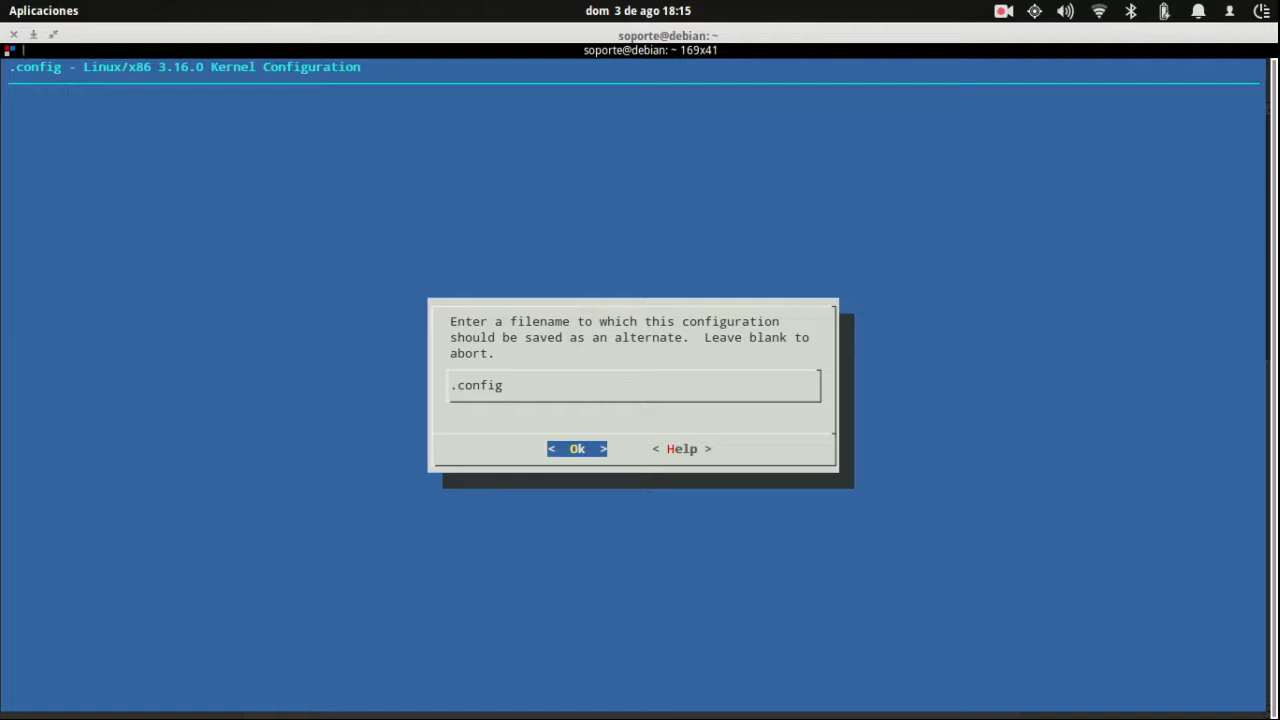 Aplicaciones
dom 3 de ago 18:15
soporte@debian: ~
soporte@debian: ~ 169x41
.config - Linux/x86 3.16.0 Kernel Configuration
Enter a filename to which this configuration
should be saved as an alternate.  Leave blank to
abort.
.config
<  Ok  >
< Help >